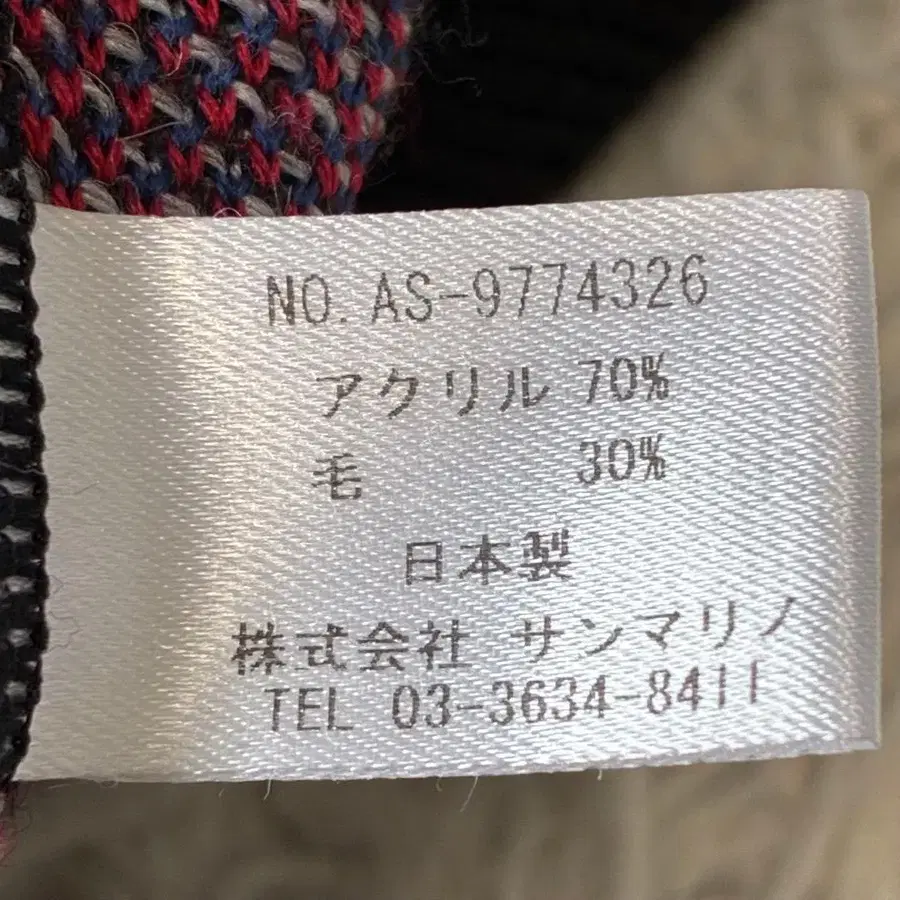 NO. AS-9774326
アクリル 70%
毛 30%
日本製
株式会社 サンマリノ
TEL 03-3634-8411